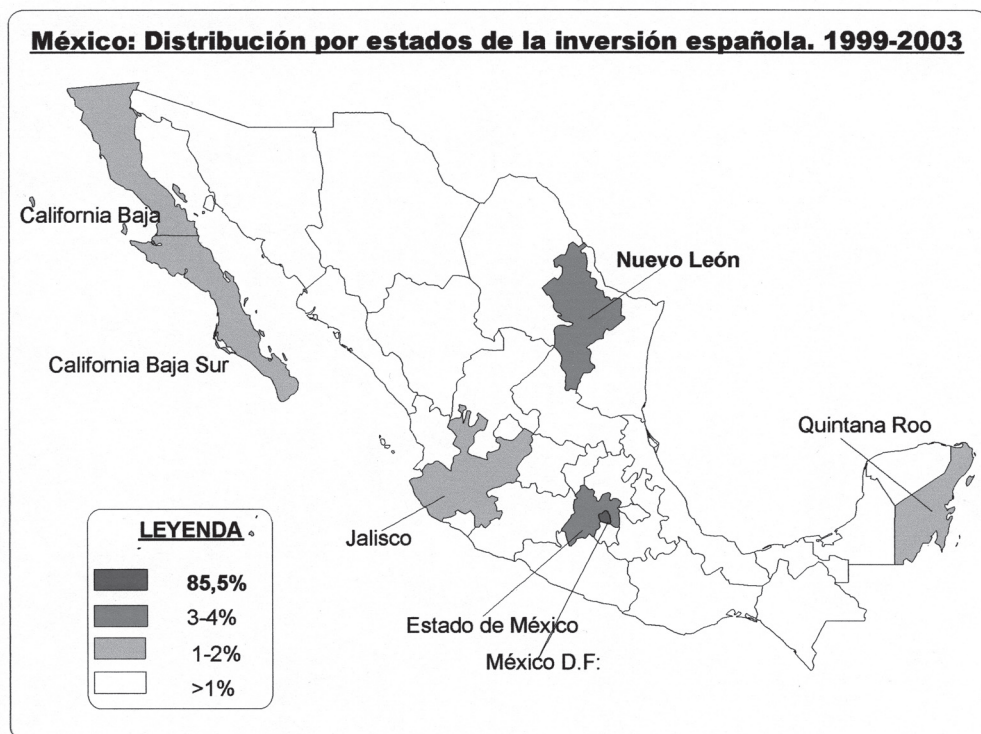 México: Distribución por estados de la inversión española. 1999-2003
California Baja
Nuevo León
California Baja Sur
Quintana Roo
Jalisco
Estado de México
México D.F:
LEYENDA
85,5%
3-4%
1-2%
>1%